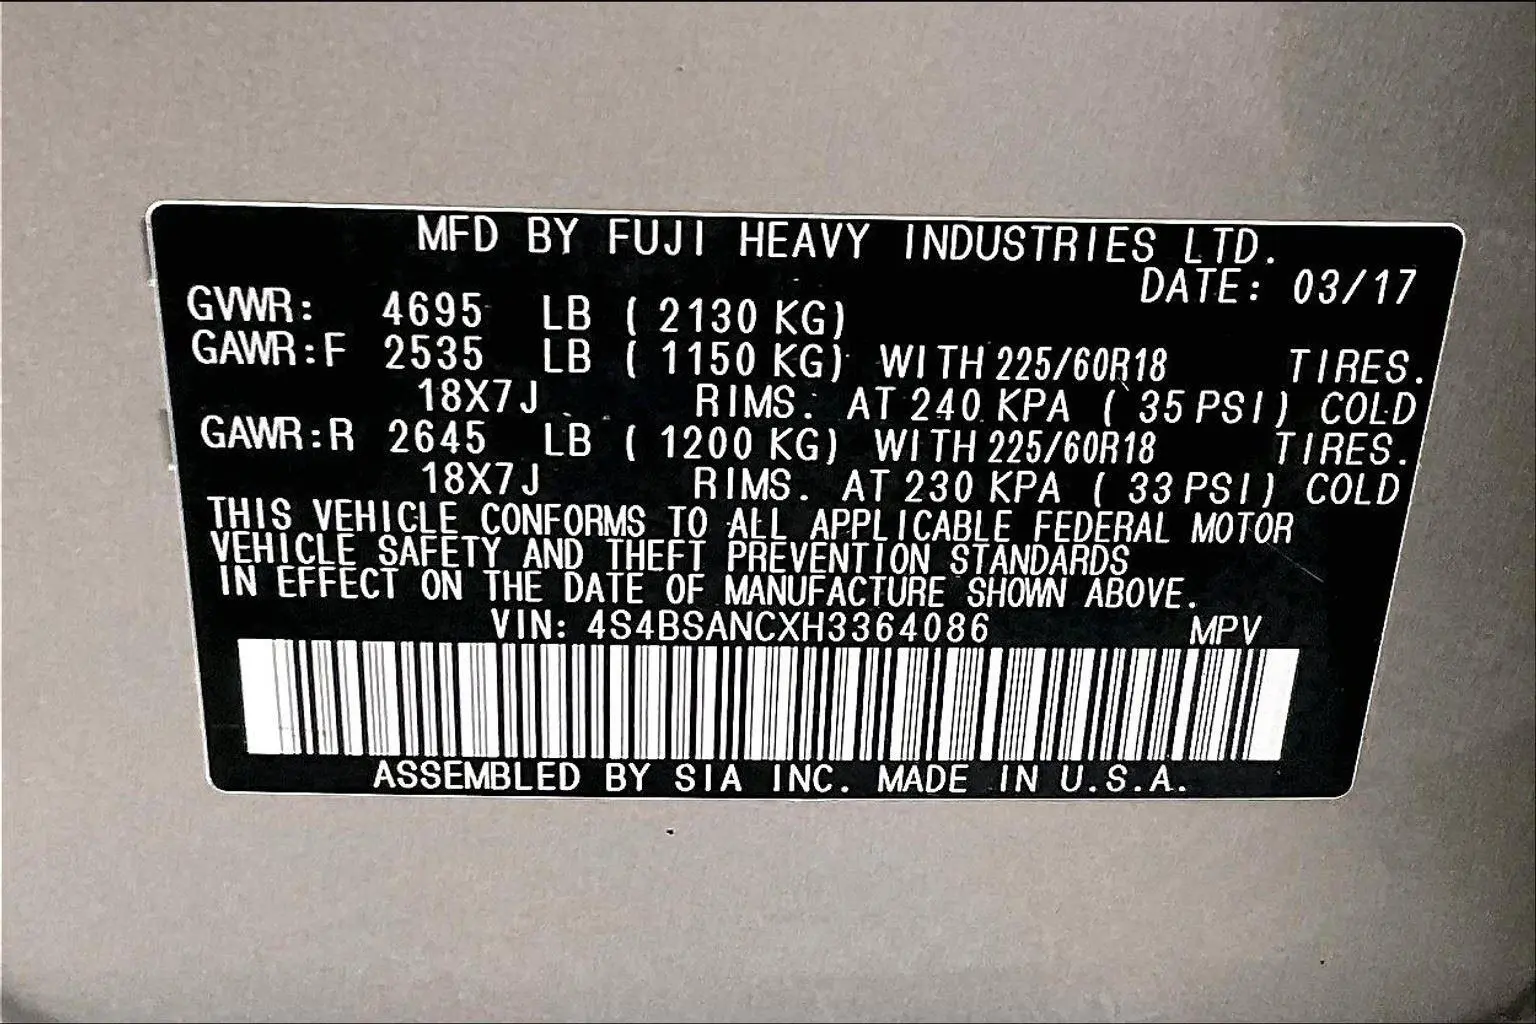 MFD BY FUJI HEAVY INDUSTRIES LTD.
DATE: 03/17
GVWR: 4695 LB ( 2130 KG)
GAWR:F 2535 LB ( 1150 KG) WITH 225/60R18 TIRES.
18X7J RIMS. AT 240 KPA ( 35 PSI) COLD
GAWR:R 2645 LB ( 1200 KG) WITH 225/60R18 TIRES.
18X7J RIMS. AT 230 KPA ( 33 PSI) COLD
THIS VEHICLE CONFORMS TO ALL APPLICABLE FEDERAL MOTOR
VEHICLE SAFETY AND THEFT PREVENTION STANDARDS
IN EFFECT ON THE DATE OF MANUFACTURE SHOWN ABOVE.
VIN: 4S4BSANCXH3364086 MPV
ASSEMBLED BY SIA INC. MADE IN U.S.A.